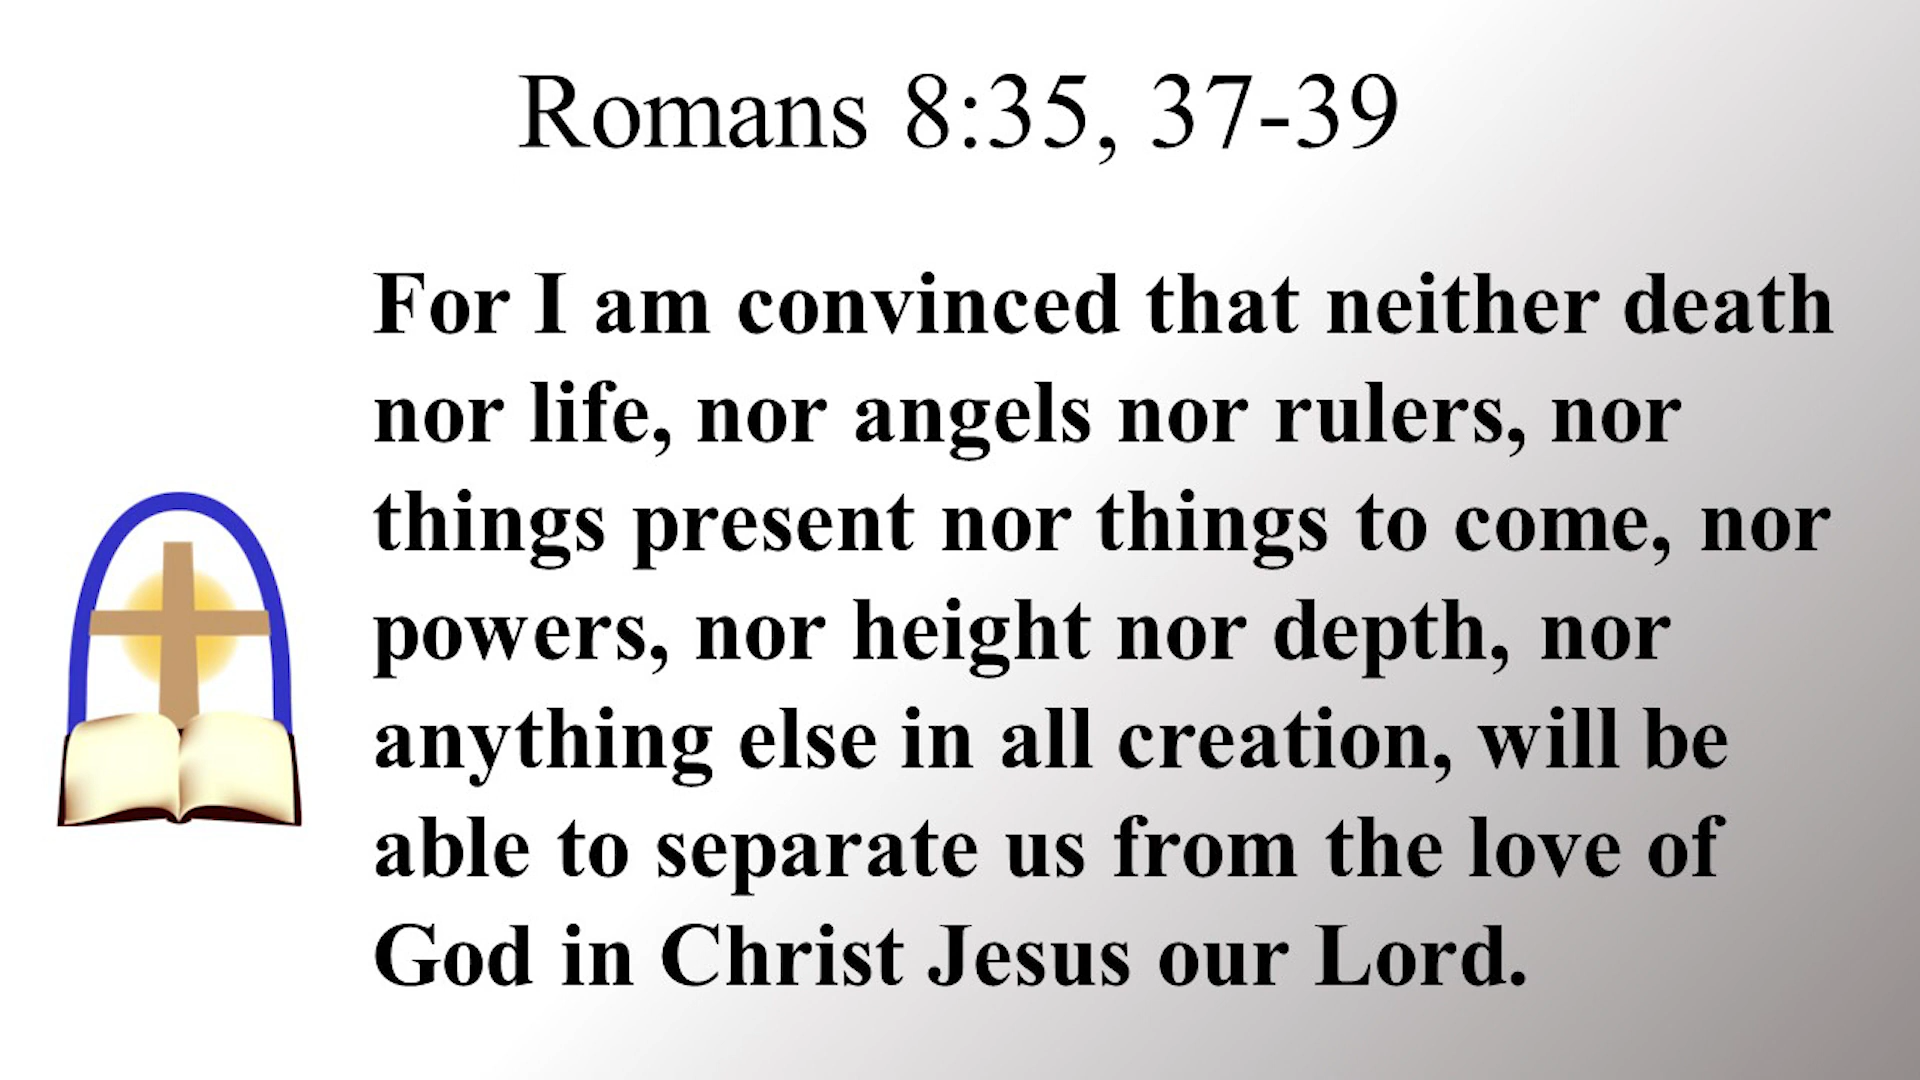 Romans 8:35, 37-39
For I am convinced that neither death
nor life, nor angels nor rulers, nor
things present nor things to come, nor
powers, nor height nor depth, nor
anything else in all creation, will be
able to separate us from the love of
God in Christ Jesus our Lord.